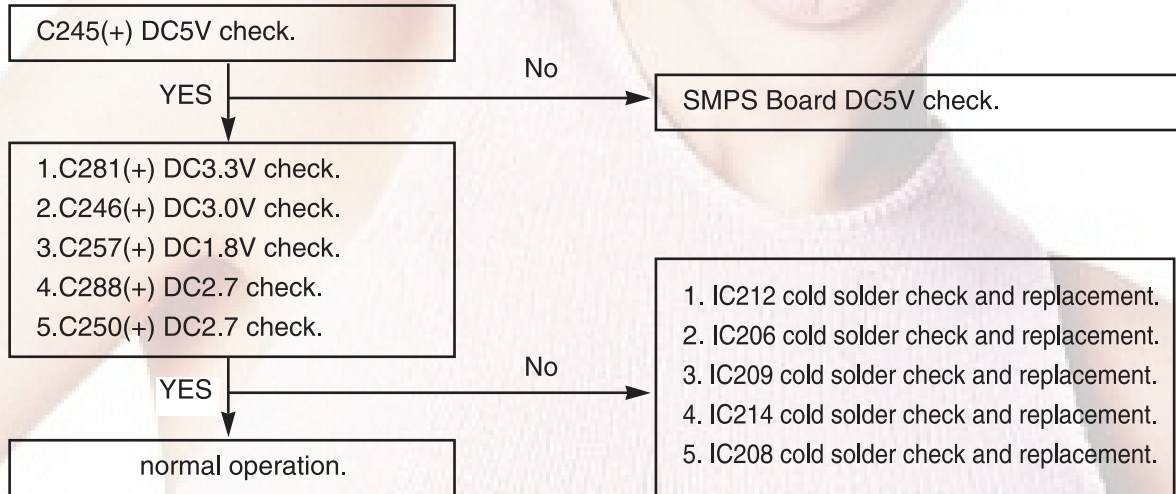 C245(+) DC5V check.
No
YES
SMPS Board DC5V check.
1.C281(+) DC3.3V check.
2.C246(+) DC3.0V check.
3.C257(+) DC1.8V check.
4.C288(+) DC2.7 check.
5.C250(+) DC2.7 check.
1. IC212 cold solder check and replacement.
2. IC206 cold solder check and replacement.
3. IC209 cold solder check and replacement.
4. IC214 cold solder check and replacement.
5. IC208 cold solder check and replacement.
No
YES
normal operation.